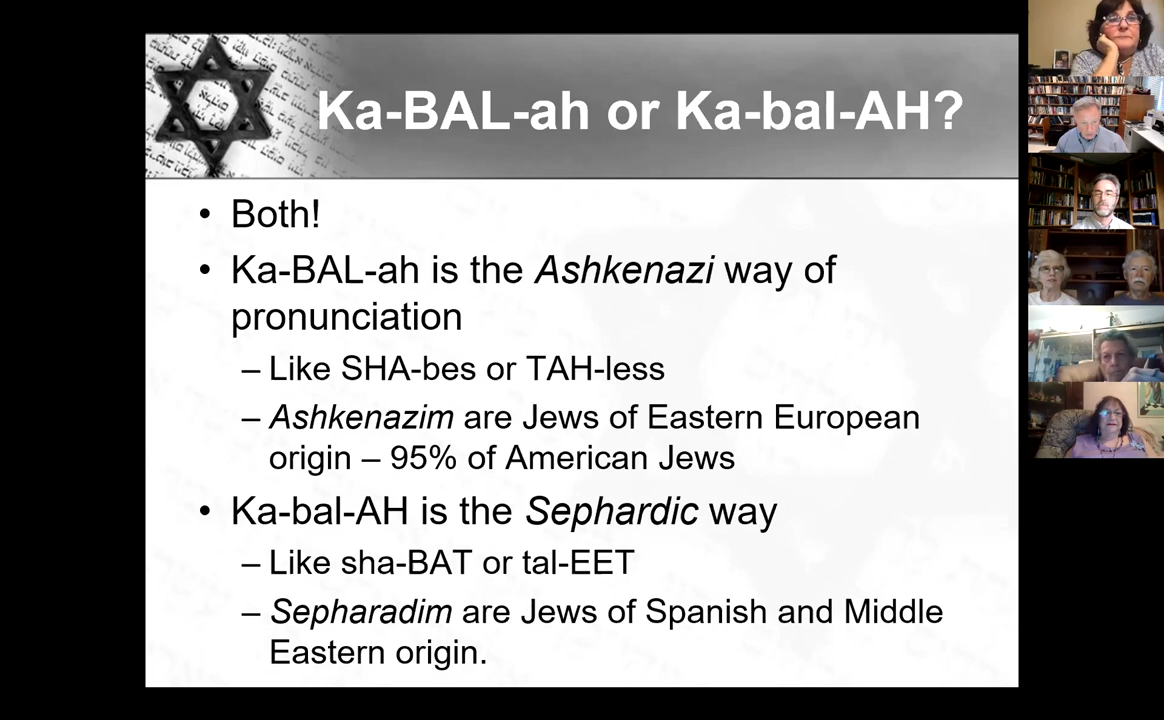 Ka-BAL-ah or Ka-bal-AH?
• Both!
• Ka-BAL-ah is the Ashkenazi way of
pronunciation
– Like SHA-bes or TAH-less
– Ashkenazim are Jews of Eastern European
origin – 95% of American Jews
• Ka-bal-AH is the Sephardic way
– Like sha-BAT or tal-EET
– Sepharadim are Jews of Spanish and Middle
Eastern origin.